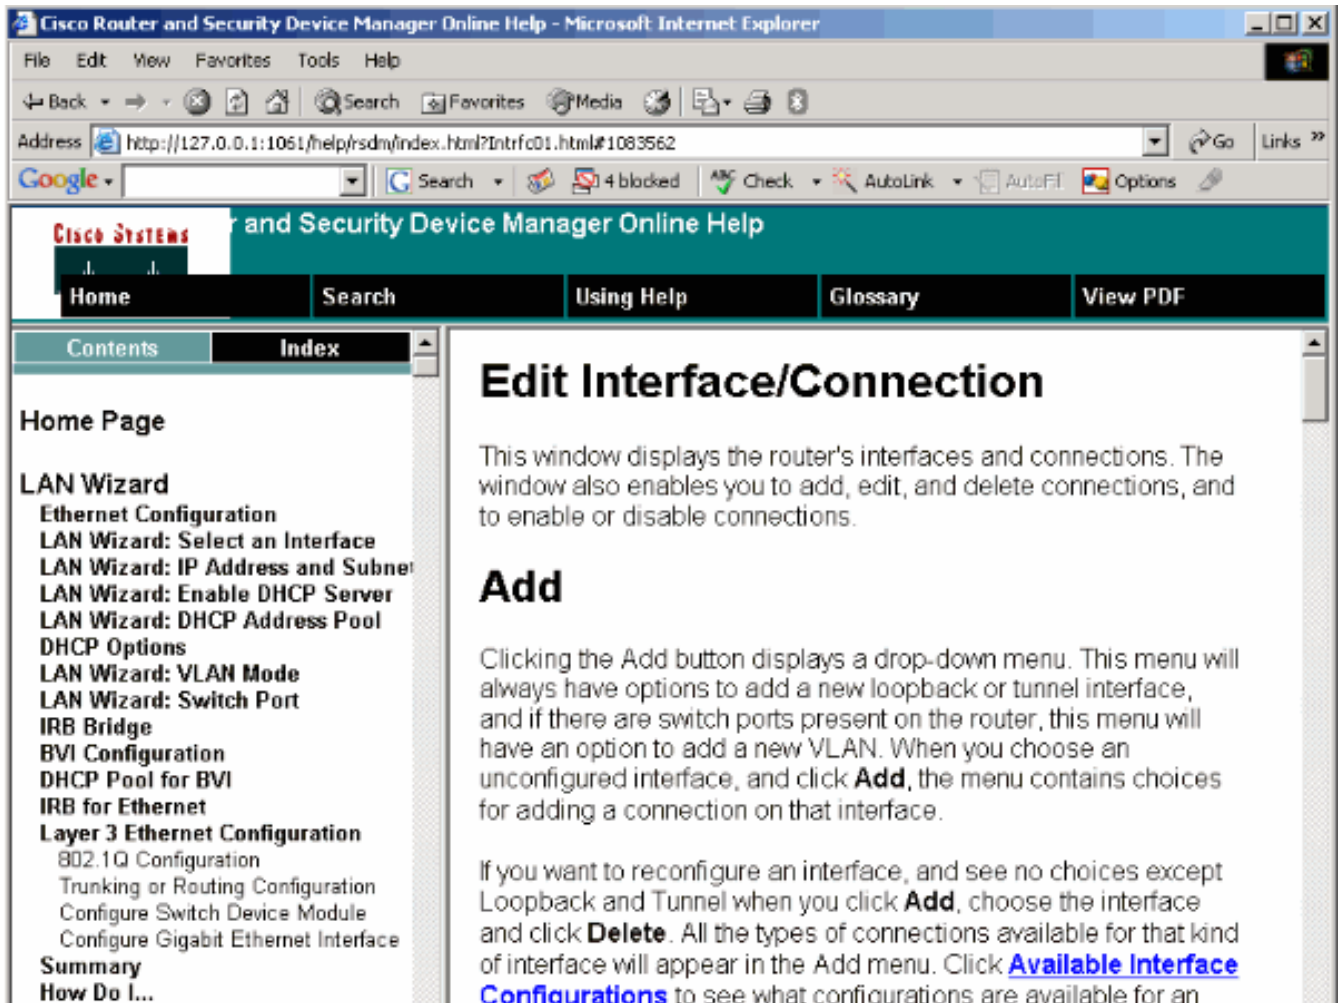 Cisco Router and Security Device Manager Online Help - Microsoft Internet Explorer
File Edit View Favorites Tools Help
Back Search Favorites Media
Address http://127.0.0.1:1061/help/rsdm/index.html?Intrfc01.html#1083562 Go Links »
Google Search 4 blocked Check AutoLink AutoFill Options
CISCO SYSTEMS
r and Security Device Manager Online Help
Home Search Using Help Glossary View PDF
Contents Index
Home Page
LAN Wizard
Ethernet Configuration
LAN Wizard: Select an Interface
LAN Wizard: IP Address and Subnet
LAN Wizard: Enable DHCP Server
LAN Wizard: DHCP Address Pool
DHCP Options
LAN Wizard: VLAN Mode
LAN Wizard: Switch Port
IRB Bridge
BVI Configuration
DHCP Pool for BVI
IRB for Ethernet
Layer 3 Ethernet Configuration
802.1Q Configuration
Trunking or Routing Configuration
Configure Switch Device Module
Configure Gigabit Ethernet Interface
Summary
How Do I...
Edit Interface/Connection
This window displays the router's interfaces and connections. The
window also enables you to add, edit, and delete connections, and
to enable or disable connections.
Add
Clicking the Add button displays a drop-down menu. This menu will
always have options to add a new loopback or tunnel interface,
and if there are switch ports present on the router, this menu will
have an option to add a new VLAN. When you choose an
unconfigured interface, and click Add, the menu contains choices
for adding a connection on that interface.
If you want to reconfigure an interface, and see no choices except
Loopback and Tunnel when you click Add, choose the interface
and click Delete. All the types of connections available for that kind
of interface will appear in the Add menu. Click Available Interface
Configurations to see what configurations are available for an